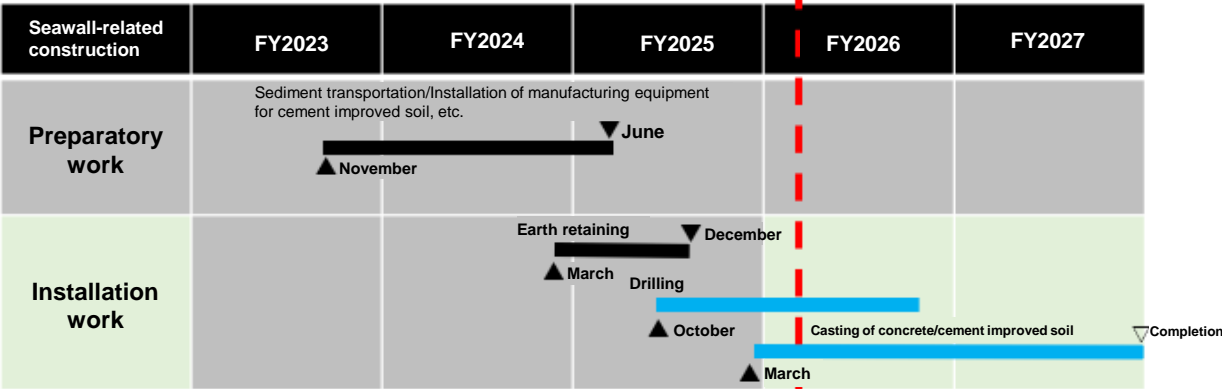 Seawall-related
construction
FY2023
FY2024
FY2025
FY2026
FY2027
Preparatory
work
Sediment transportation/Installation of manufacturing equipment
for cement improved soil, etc.
June
November
Installation
work
Earth retaining
December
March
Drilling
October
Casting of concrete/cement improved soil
Completion
March